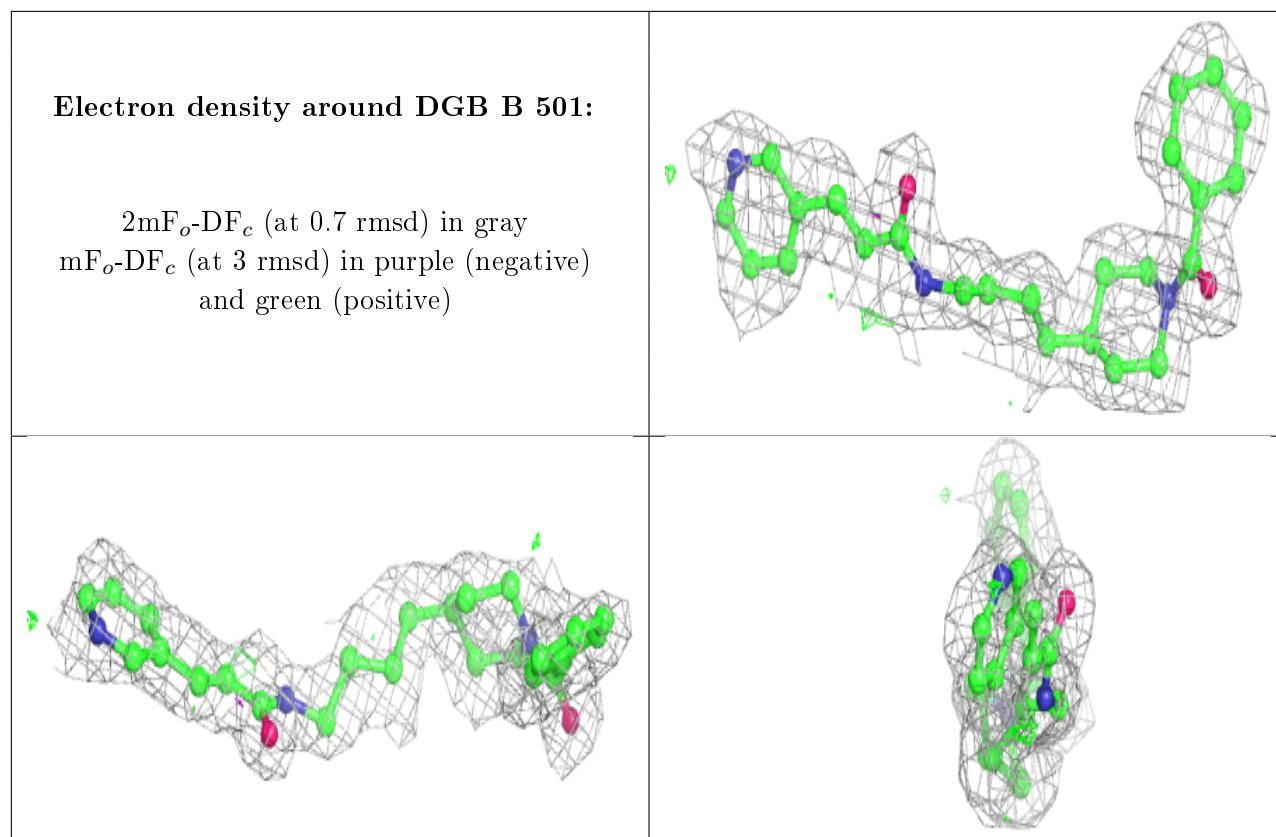 Electron density around DGB B 501:
2mFₒ-DF𝒸 (at 0.7 rmsd) in gray
mFₒ-DF𝒸 (at 3 rmsd) in purple (negative)
and green (positive)